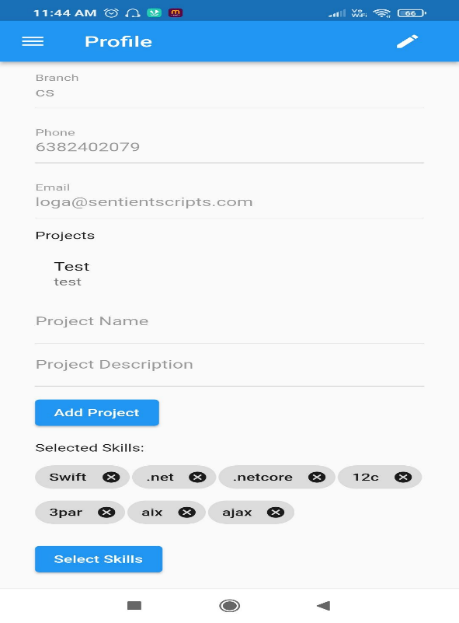 11:44 AM 66
Profile
Branch
cs
Phone
6382402079
Email
loga@sentientscripts.com
Projects
Test
test
Project Name
Project Description
Add Project
Selected Skills:
Swift .net .netcore 12c
3par aix ajax
Select Skills